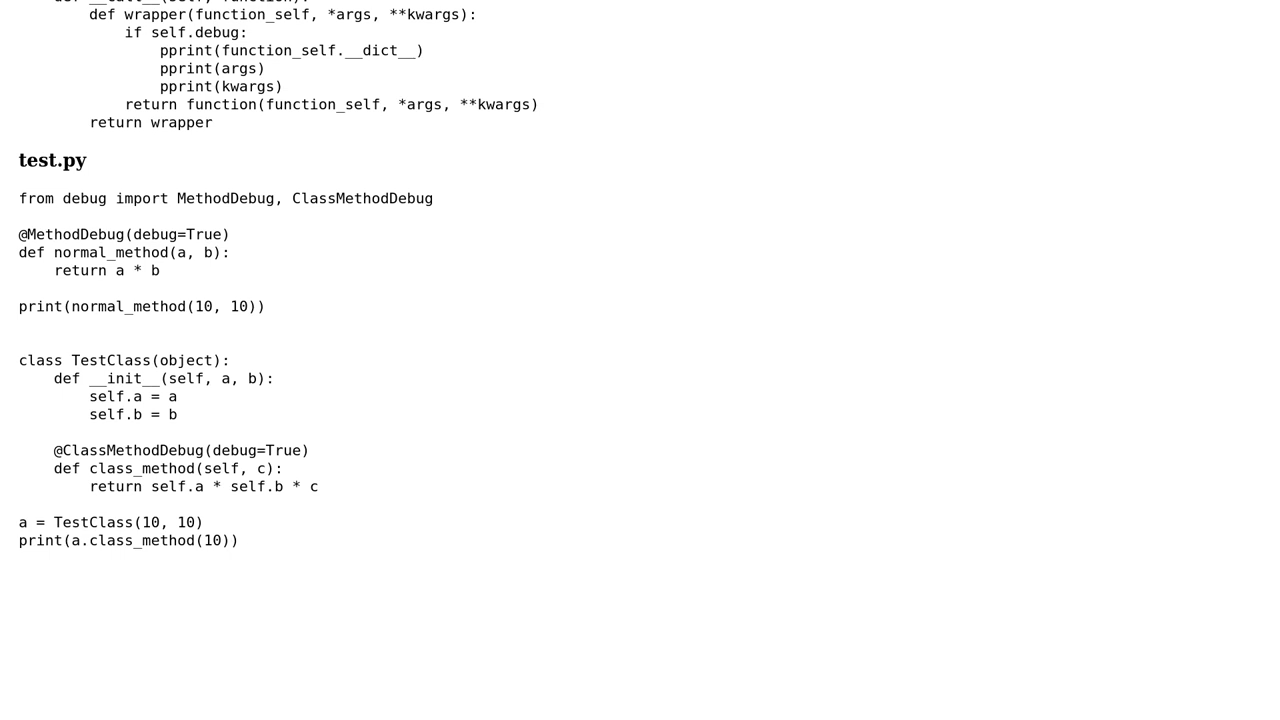 def wrapper(function_self, *args, **kwargs):
if self.debug:
pprint(function_self.__dict__)
pprint(args)
pprint(kwargs)
return function(function_self, *args, **kwargs)
return wrapper
test.py
from debug import MethodDebug, ClassMethodDebug
@MethodDebug(debug=True)
def normal_method(a, b):
return a * b
print(normal_method(10, 10))
class TestClass(object):
def __init__(self, a, b):
self.a = a
self.b = b
@ClassMethodDebug(debug=True)
def class_method(self, c):
return self.a * self.b * c
a = TestClass(10, 10)
print(a.class_method(10))